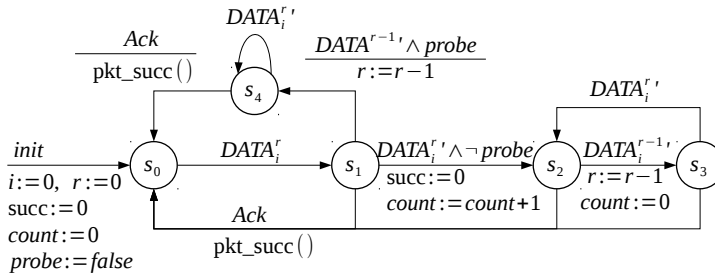 DATA_i^r '
Ack
pkt_succ()
DATA^{r-1} ' ∧ probe
r:=r−1
s_4
DATA_i^r '
init
s_0
DATA_i^r
s_1
DATA_i^r ' ∧ ¬ probe
s_2
DATA_i^{r-1} '
s_3
i:=0, r:=0
succ:=0
r:=r−1
succ:=0
count:=count+1
count:=0
count:=0
Ack
probe:=false
pkt_succ()